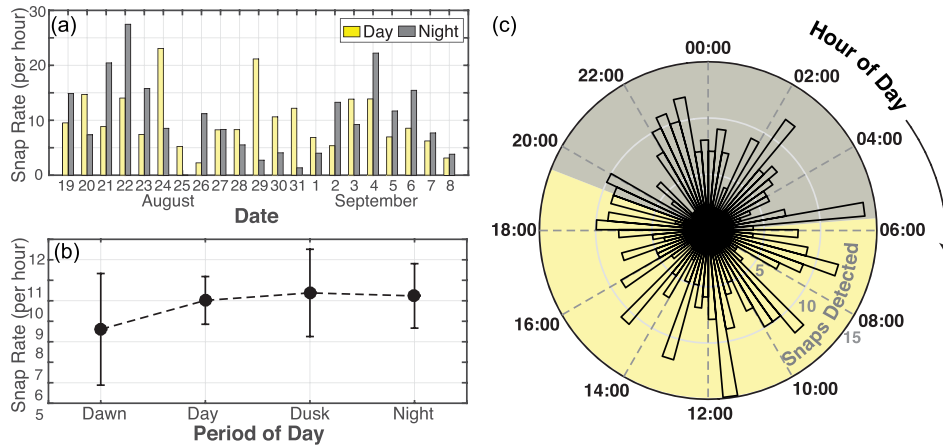 (a)
Day
Night
Snap Rate (per hour)
30
20
10
0
19 20 21 22 23 24 25 26 27 28 29 30 31 1 2 3 4 5 6 7 8
August
September
Date
(b)
Snap Rate (per hour)
12
11
10
9
8
7
6
5
Dawn
Day
Dusk
Night
Period of Day
(c)
Hour of Day
00:00
02:00
04:00
06:00
08:00
10:00
12:00
14:00
16:00
18:00
20:00
22:00
5
10
15
Snaps Detected